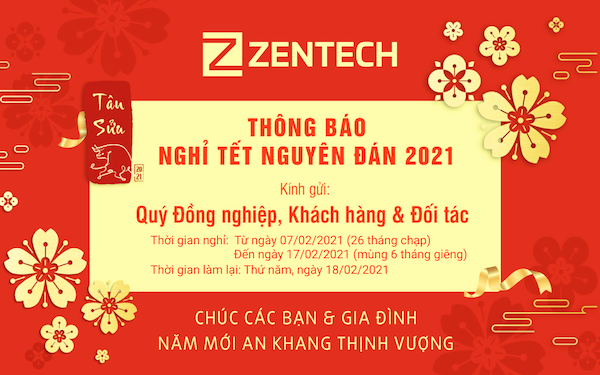 ZENTECH
Tân
Sửu
2021
THÔNG BÁO
NGHỈ TẾT NGUYÊN ĐÁN 2021
Kính gửi:
Quý Đồng nghiệp, Khách hàng & Đối tác
Thời gian nghỉ: Từ ngày 07/02/2021 (26 tháng chạp)
Đến ngày 17/02/2021 (mùng 6 tháng giêng)
Thời gian làm lại: Thứ năm, ngày 18/02/2021
CHÚC CÁC BẠN & GIA ĐÌNH
NĂM MỚI AN KHANG THỊNH VƯỢNG